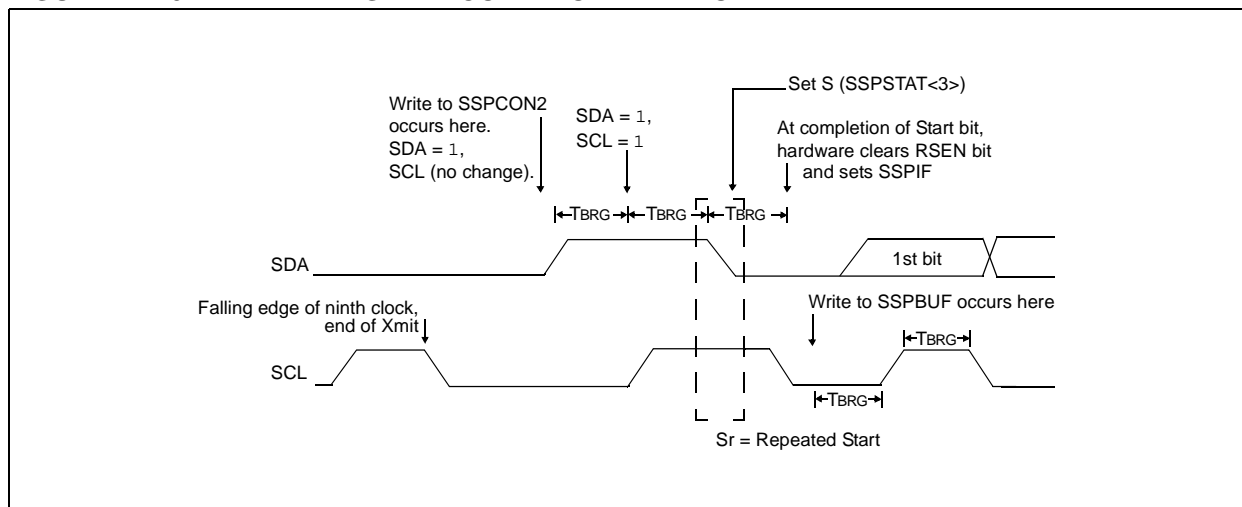 Set S (SSPSTAT<3>)
Write to SSPCON2
occurs here.
SDA = 1,
SCL (no change).
SDA = 1,
SCL = 1
At completion of Start bit,
hardware clears RSEN bit
and sets SSPIF
TBRG
TBRG
TBRG
SDA
1st bit
Falling edge of ninth clock,
end of Xmit
Write to SSPBUF occurs here
TBRG
SCL
TBRG
Sr = Repeated Start